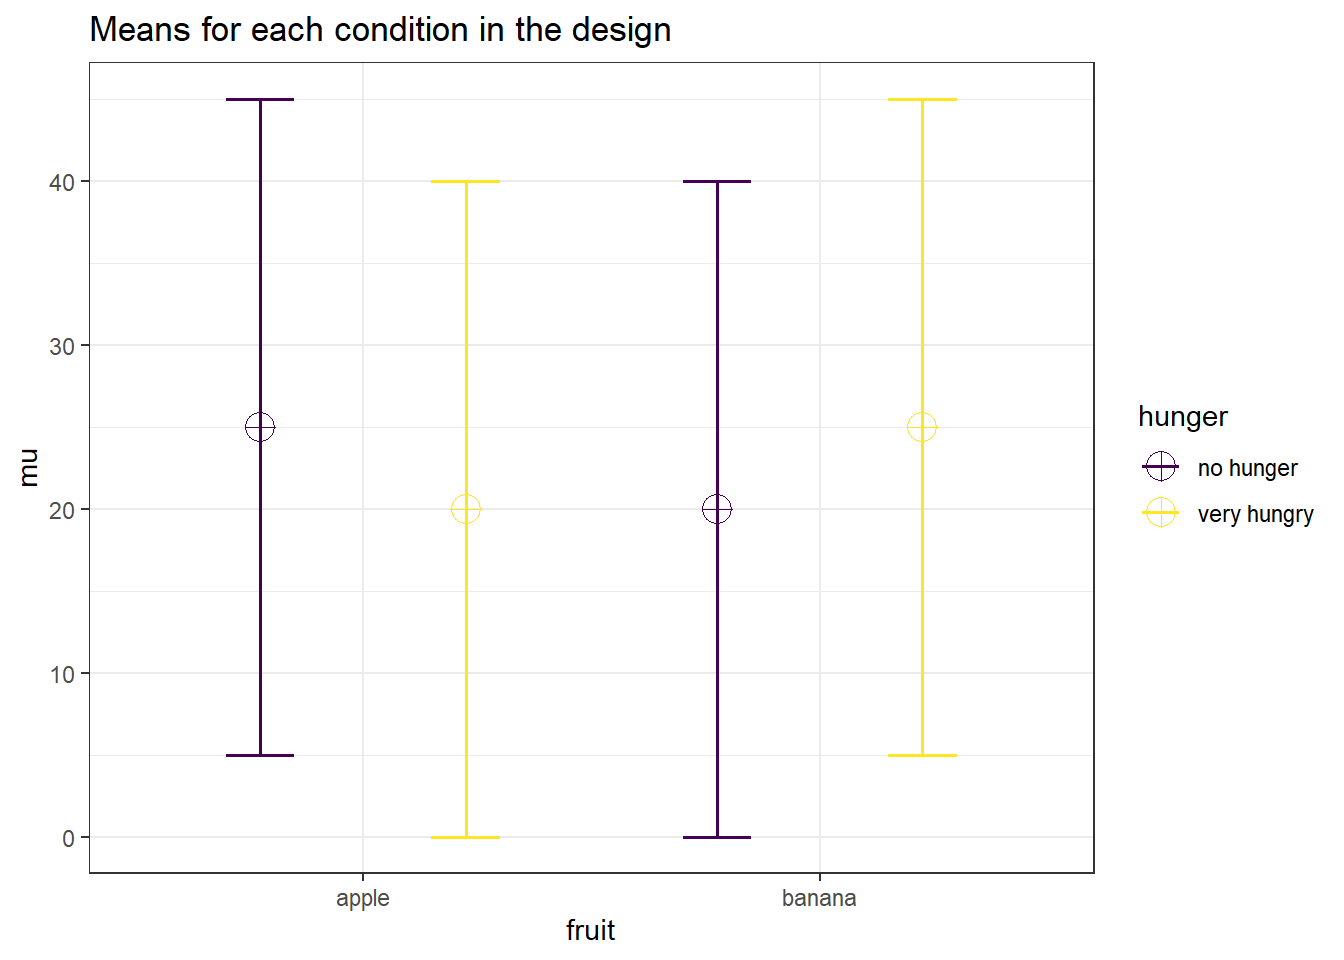 Means for each condition in the design
mu
40
30
20
10
0
apple banana
fruit
hunger
no hunger
very hungry